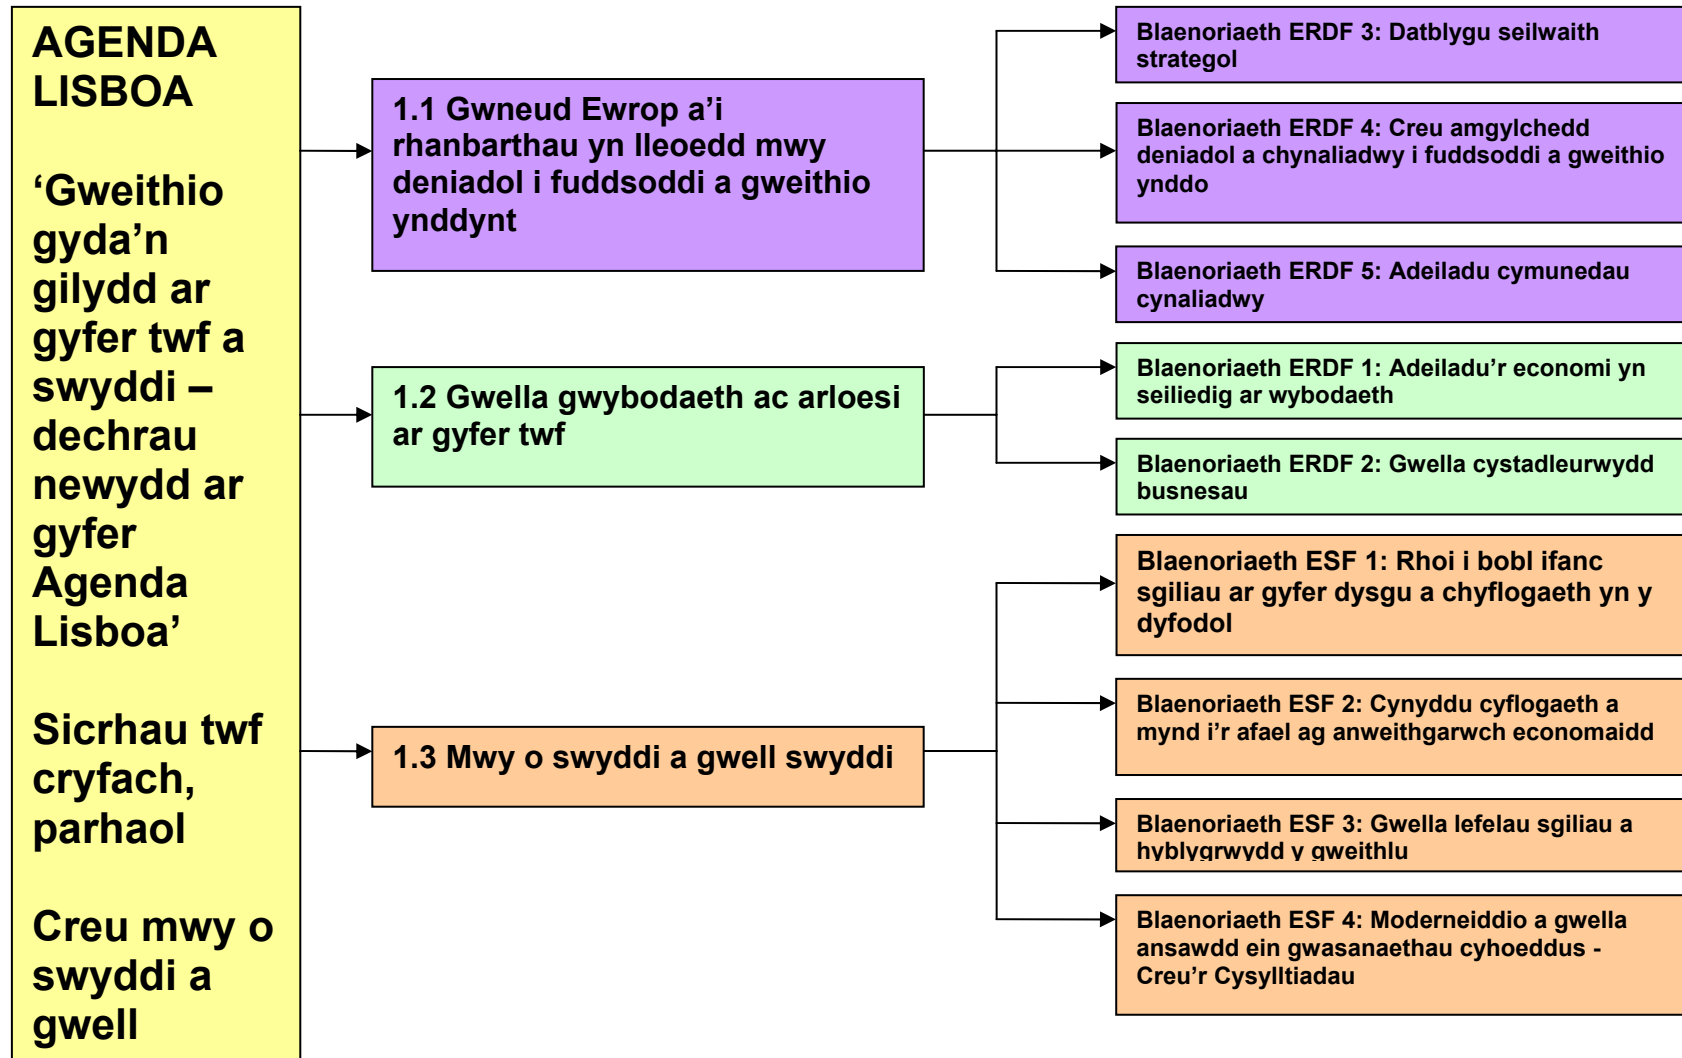 AGENDA
LISBOA
‘Gweithio
gyda’n
gilydd ar
gyfer twf a
swyddi –
dechrau
newydd ar
gyfer
Agenda
Lisboa’
Sicrhau twf
cryfach,
parhaol
Creu mwy o
swyddi a
gwell
1.1 Gwneud Ewrop a’i
rhanbarthau yn lleoedd mwy
deniadol i fuddsoddi a gweithio
ynddynt
1.2 Gwella gwybodaeth ac arloesi
ar gyfer twf
1.3 Mwy o swyddi a gwell swyddi
Blaenoriaeth ERDF 3: Datblygu seilwaith
strategol
Blaenoriaeth ERDF 4: Creu amgylchedd
deniadol a chynaliadwy i fuddsoddi a gweithio
ynddo
Blaenoriaeth ERDF 5: Adeiladu cymunedau
cynaliadwy
Blaenoriaeth ERDF 1: Adeiladu’r economi yn
seiliedig ar wybodaeth
Blaenoriaeth ERDF 2: Gwella cystadleurwydd
busnesau
Blaenoriaeth ESF 1: Rhoi i bobl ifanc
sgiliau ar gyfer dysgu a chyflogaeth yn y
dyfodol
Blaenoriaeth ESF 2: Cynyddu cyflogaeth a
mynd i’r afael ag anweithgarwch economaidd
Blaenoriaeth ESF 3: Gwella lefelau sgiliau a
hyblygrwydd y gweithlu
Blaenoriaeth ESF 4: Moderneiddio a gwella
ansawdd ein gwasanaethau cyhoeddus -
Creu’r Cysylltiadau